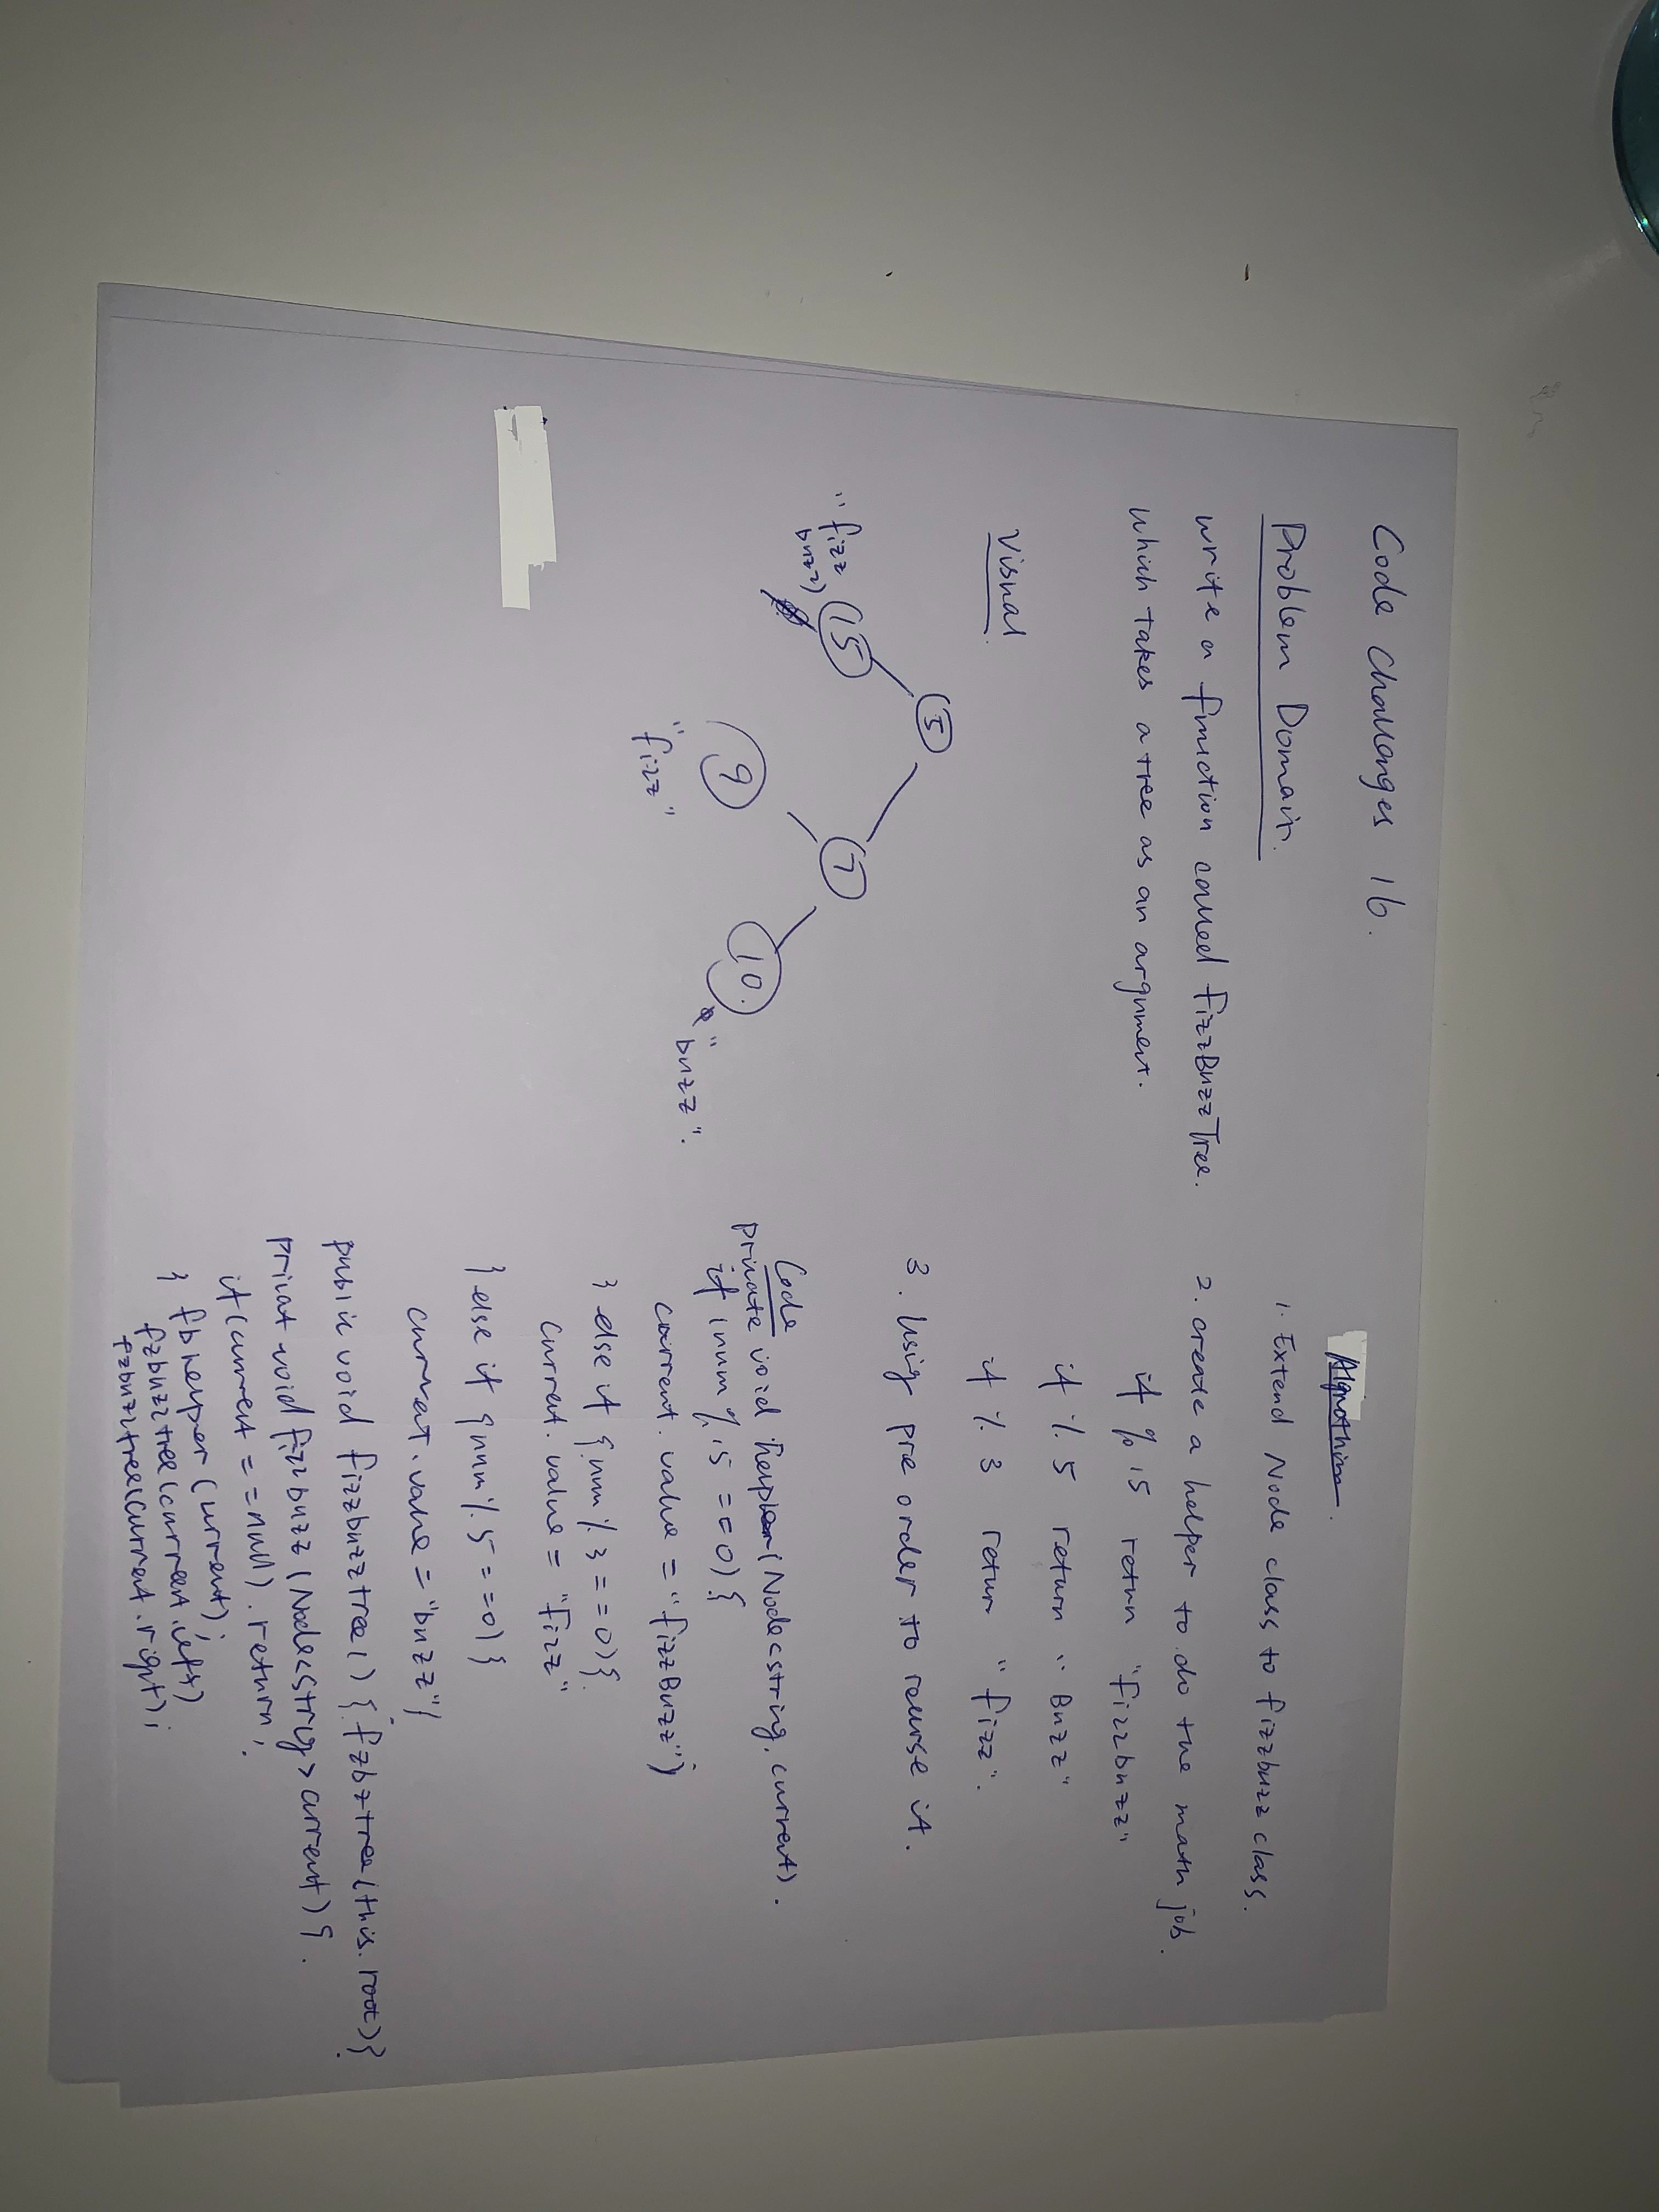 Code Challenges 16.
Problem Domain.
write a function called fizzBuzzTree.
which takes a tree as an argument.
Visual
5
15
"fizz
buzz"
7
9
"fizz"
10.
"buzz".
Algorithm
1. Extend Node class to fizzbuzz class.
2. create a helper to do the math job.
if % 15 return "fizzbuzz"
if % 5 return "Buzz"
if % 3 return "fizz".
3. Using pre order to recurse it.
Code
private void helper(Node<string, current).
if (num % 15 == 0) {
current. value = "fizzBuzz");
} else if {num % 3 == 0){
current. value = "fizz"
} else if {num % 5 == 0){
current. value = "buzz"/
public void fizzbuzztree() { fzbztree(this. root)}
privat void fizzbuzz (Node<String> current) {.
if (current == null). return;
fbhelper (current);
} fzbuzztree(current.left)
fzbuzztree(current.right);